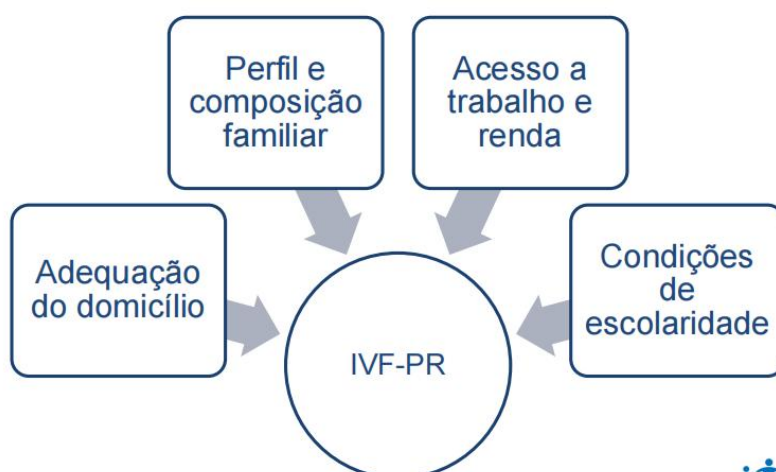 Perfil e
composição
familiar
Acesso a
trabalho e
renda
Adequação
do domicílio
Condições
de
escolaridade
IVF-PR